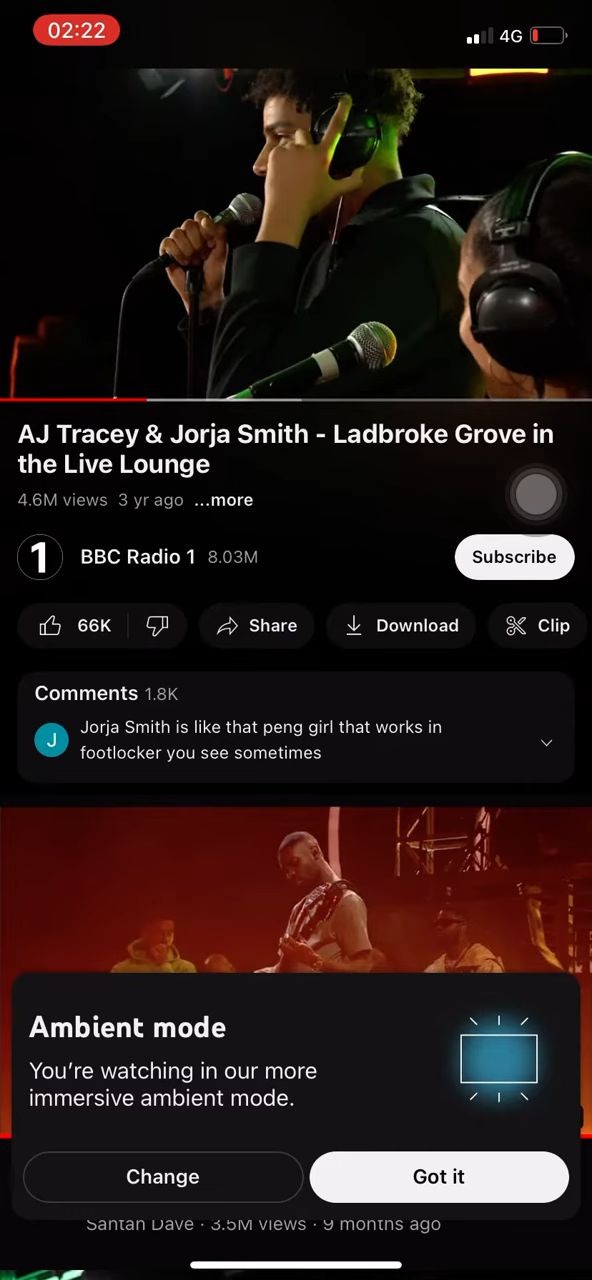 02:22
4G
AJ Tracey & Jorja Smith - Ladbroke Grove in
the Live Lounge
4.6M views 3 yr ago ...more
1 BBC Radio 1 8.03M Subscribe
66K Share Download Clip
Comments 1.8K
J Jorja Smith is like that peng girl that works in
footlocker you see sometimes
Ambient mode
You’re watching in our more
immersive ambient mode.
Change Got it
Santan Dave · 3.5M views · 9 months ago